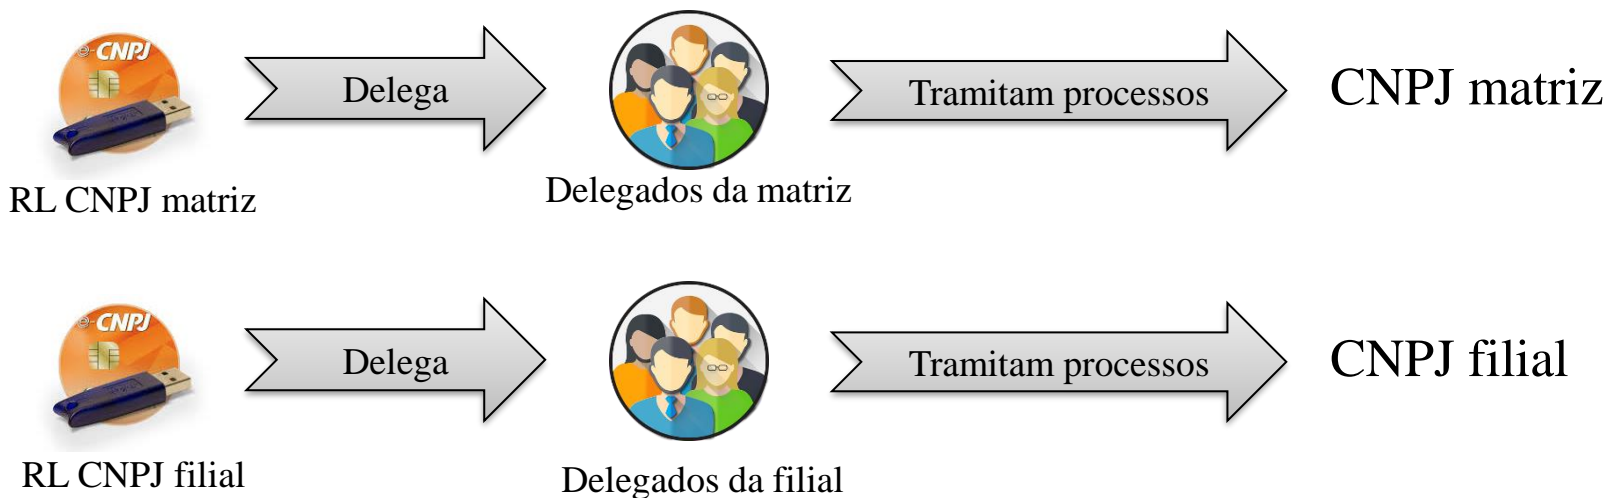 e-CNPJ
Delega
Tramitam processos
CNPJ matriz
RL CNPJ matriz
Delegados da matriz
e-CNPJ
Delega
Tramitam processos
CNPJ filial
RL CNPJ filial
Delegados da filial